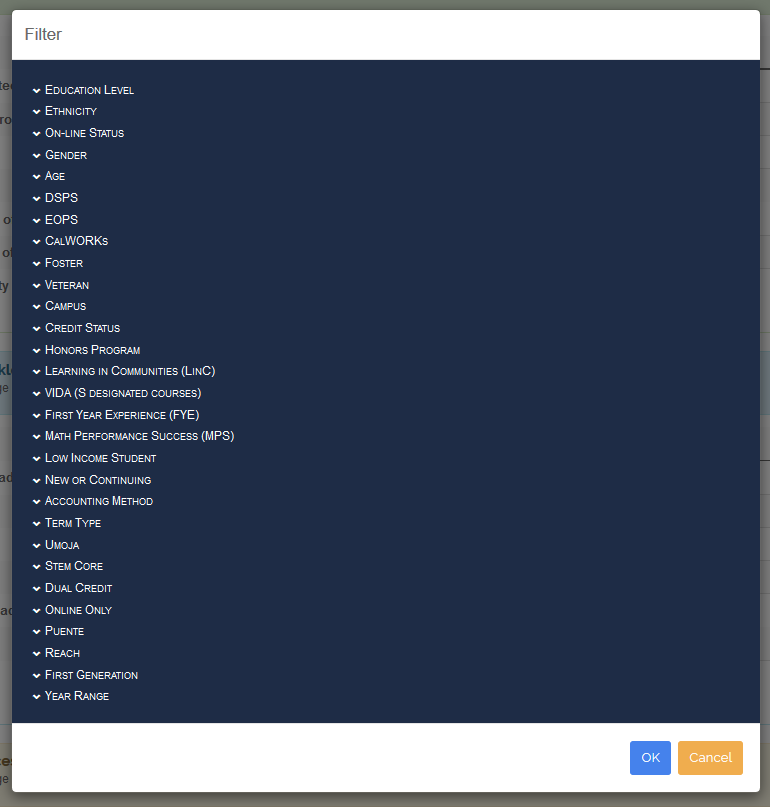 Filter
Education Level
Ethnicity
On-line Status
Gender
Age
DSPS
EOPS
CalWORKs
Foster
Veteran
Campus
Credit Status
Honors Program
Learning in Communities (LinC)
VIDA (S designated courses)
First Year Experience (FYE)
Math Performance Success (MPS)
Low Income Student
New or Continuing
Accounting Method
Term Type
Umoja
Stem Core
Dual Credit
Online Only
Puente
Reach
First Generation
Year Range
OK Cancel